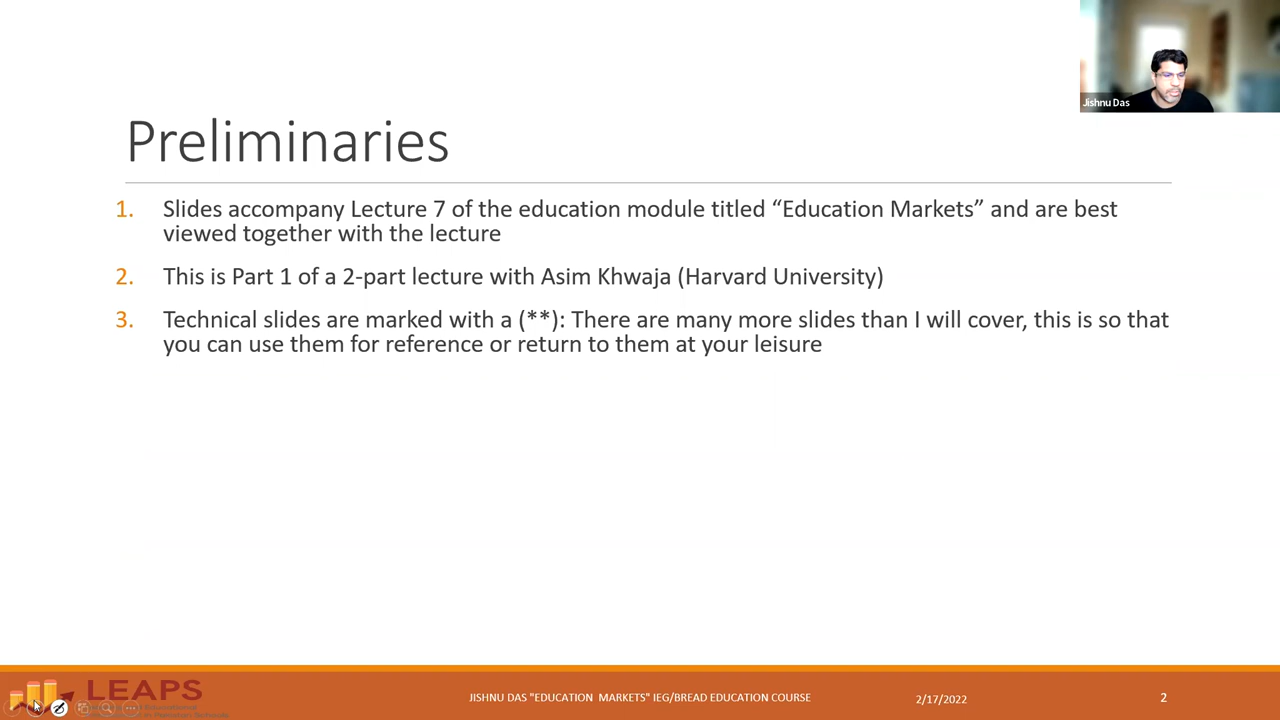 Jishnu Das
Preliminaries
1. Slides accompany Lecture 7 of the education module titled “Education Markets” and are best
viewed together with the lecture
2. This is Part 1 of a 2-part lecture with Asim Khwaja (Harvard University)
3. Technical slides are marked with a (**): There are many more slides than I will cover, this is so that
you can use them for reference or return to them at your leisure
LEAPS
JISHNU DAS "EDUCATION MARKETS" IEG/BREAD EDUCATION COURSE
2/17/2022
2